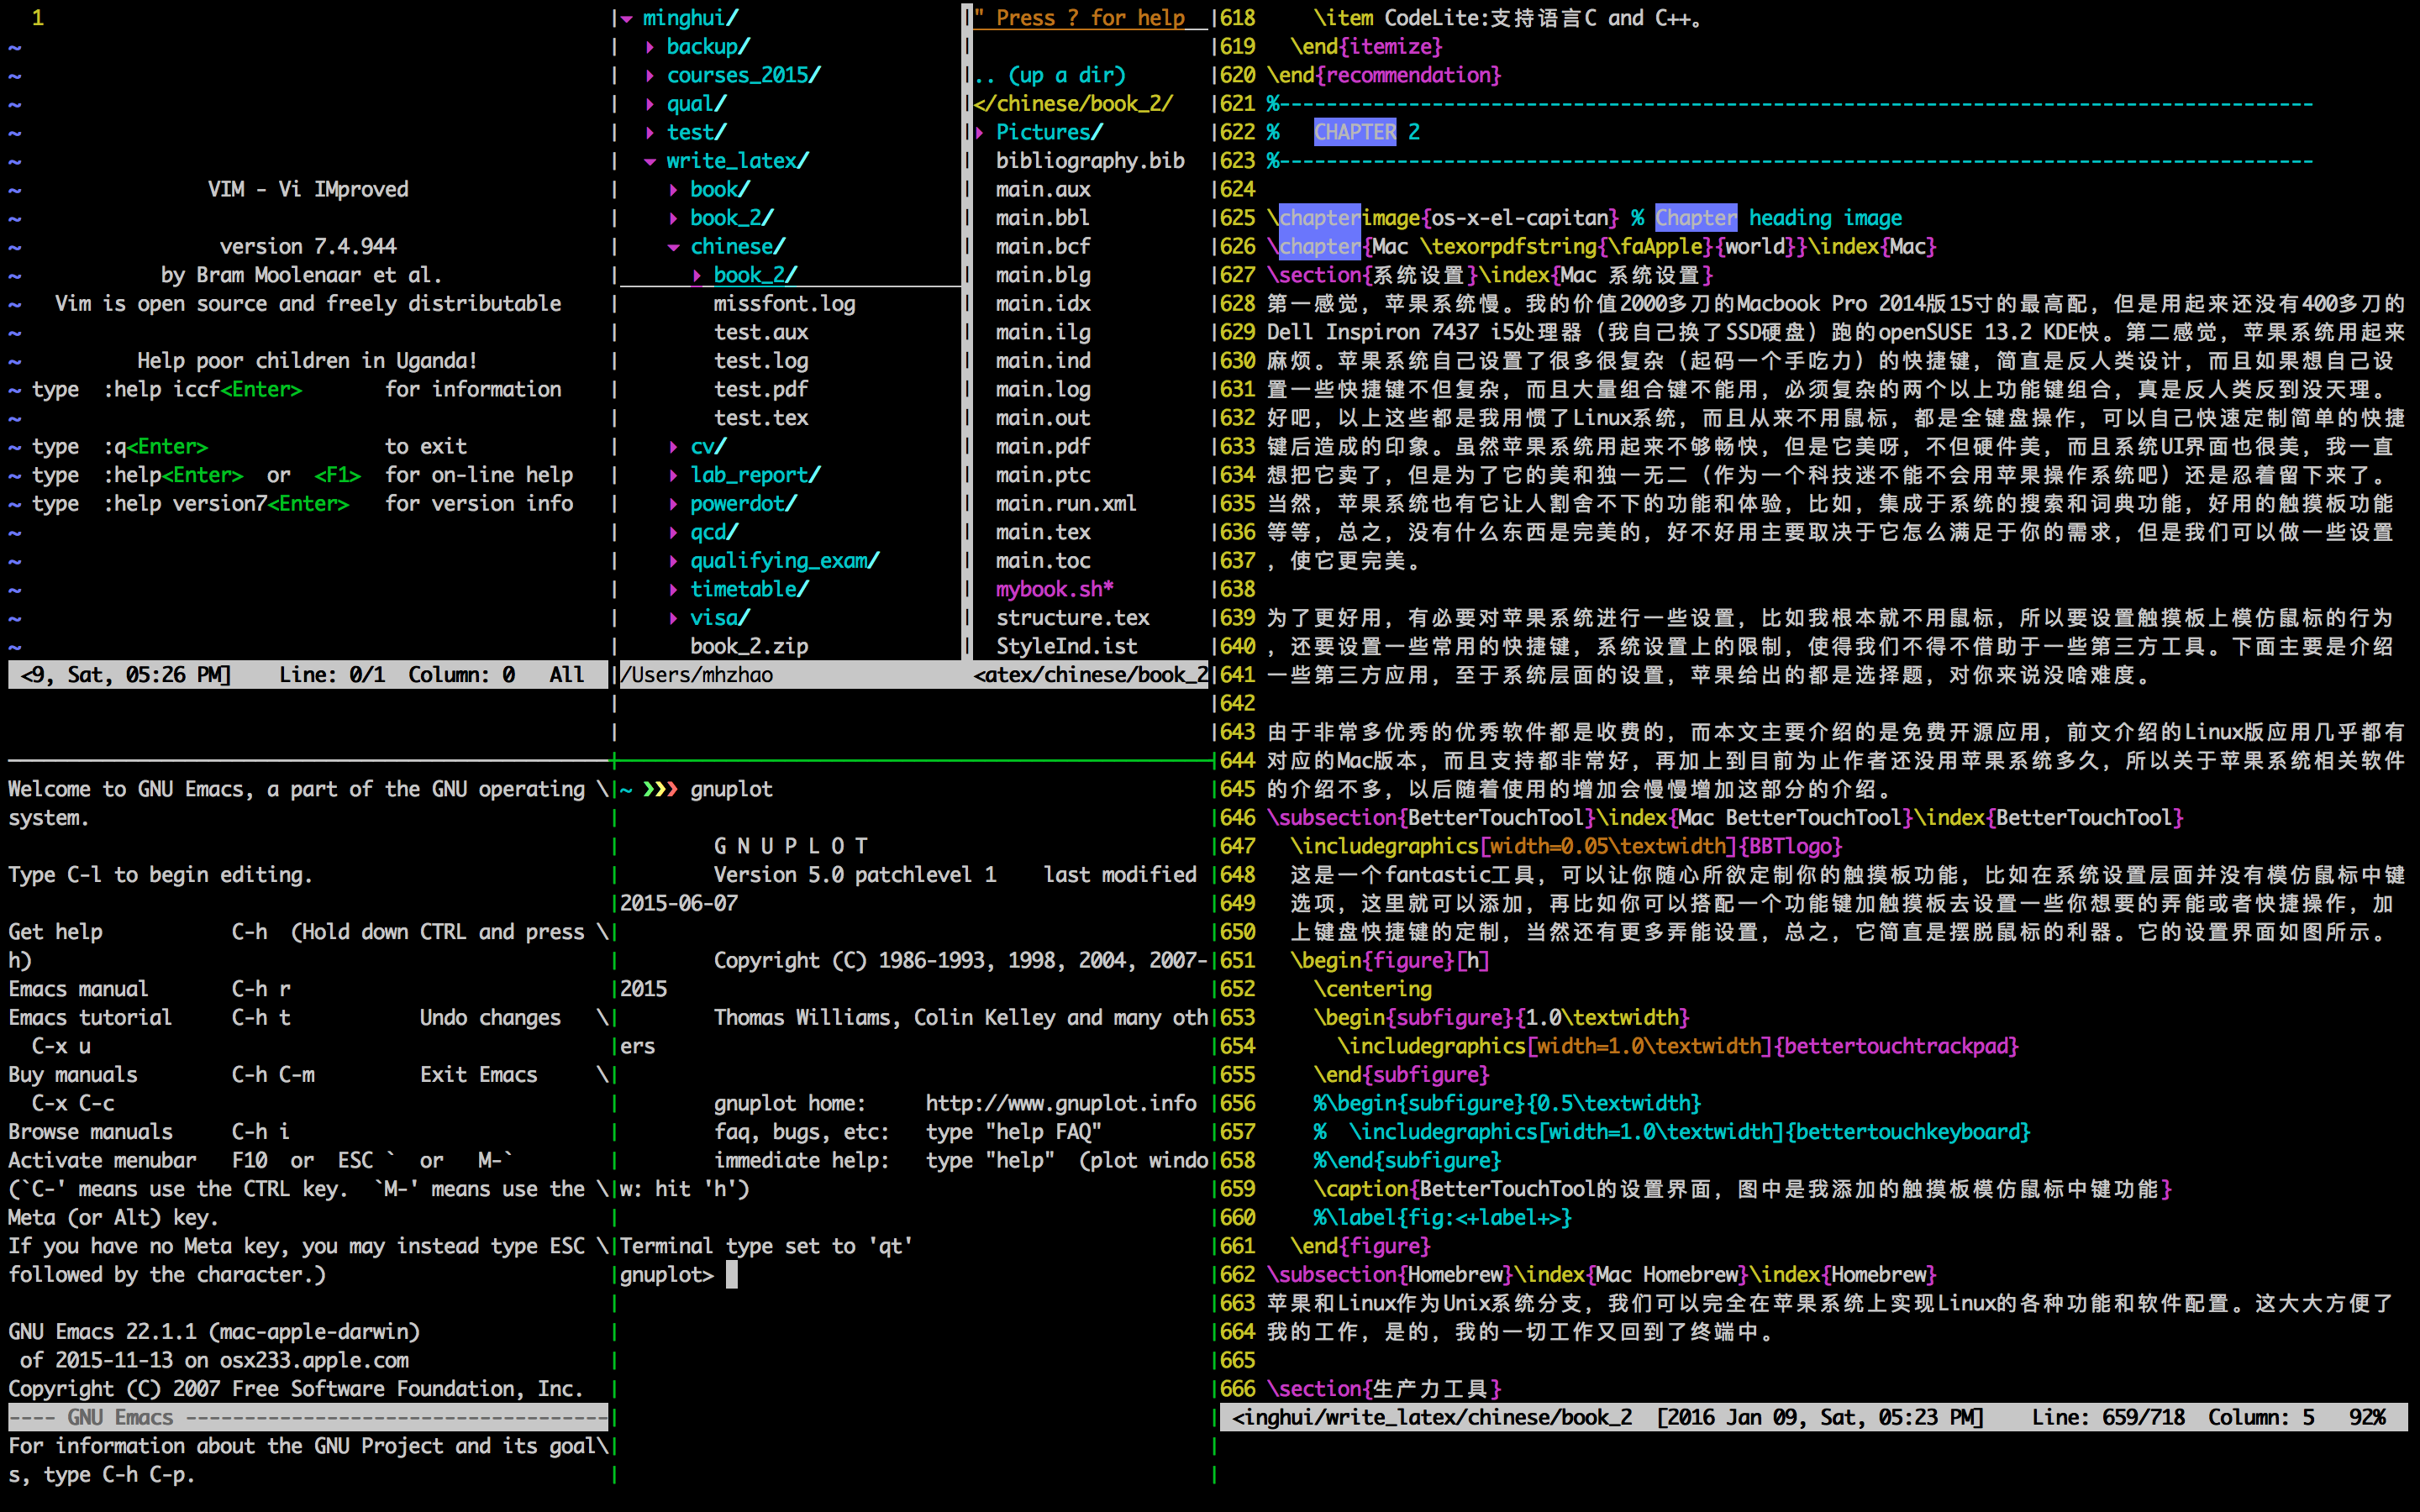 1
~
~
~
~
~
~ VIM - Vi IMproved
~
~ version 7.4.944
~ by Bram Moolenaar et al.
~ Vim is open source and freely distributable
~
~ Help poor children in Uganda!
~ type  :help iccf<Enter>       for information
~
~ type  :q<Enter>               to exit
~ type  :help<Enter>  or  <F1>  for on-line help
~ type  :help version7<Enter>   for version info
~
~
~
~
~
<9, Sat, 05:26 PM]    Line: 0/1  Column: 0   All
▾ minghui/
▸ backup/
▸ courses_2015/
▸ qual/
▸ test/
▾ write_latex/
▸ book/
▸ book_2/
▾ chinese/
▸ book_2/
missfont.log
test.aux
test.log
test.pdf
test.tex
▸ cv/
▸ lab_report/
▸ powerdot/
▸ qcd/
▸ qualifying_exam/
▸ timetable/
▸ visa/
book_2.zip
/Users/mhzhao
" Press ? for help
.. (up a dir)
</chinese/book_2/
▸ Pictures/
bibliography.bib
main.aux
main.bbl
main.bcf
main.blg
main.idx
main.ilg
main.ind
main.log
main.out
main.pdf
main.ptc
main.run.xml
main.tex
main.toc
mybook.sh*
structure.tex
StyleInd.ist
<atex/chinese/book_2
Welcome to GNU Emacs, a part of the GNU operating \
system.
Type C-l to begin editing.
Get help           C-h  (Hold down CTRL and press \
h)
Emacs manual       C-h r
Emacs tutorial     C-h t           Undo changes   \
C-x u
Buy manuals        C-h C-m         Exit Emacs     \
C-x C-c
Browse manuals     C-h i
Activate menubar   F10  or  ESC `  or   M-`
(`C-' means use the CTRL key.  `M-' means use the \
Meta (or Alt) key.
If you have no Meta key, you may instead type ESC \
followed by the character.)
GNU Emacs 22.1.1 (mac-apple-darwin)
of 2015-11-13 on osx233.apple.com
Copyright (C) 2007 Free Software Foundation, Inc.
---- GNU Emacs ------------------------------------
For information about the GNU Project and its goal\
s, type C-h C-p.
~ ❯❯❯ gnuplot
G N U P L O T
Version 5.0 patchlevel 1    last modified
2015-06-07
Copyright (C) 1986-1993, 1998, 2004, 2007-
2015
Thomas Williams, Colin Kelley and many oth
ers
gnuplot home:     http://www.gnuplot.info
faq, bugs, etc:   type "help FAQ"
immediate help:   type "help"  (plot windo
w: hit 'h')
Terminal type set to 'qt'
gnuplot>
618     \item CodeLite:支持语言C and C++。
619   \end{itemize}
620 \end{recommendation}
621 %----------------------------------------------------------------------------------------
622 %   CHAPTER 2
623 %----------------------------------------------------------------------------------------
624
625 \chapterimage{os-x-el-capitan} % Chapter heading image
626 \chapter{Mac \texorpdfstring{\faApple}{world}}\index{Mac}
627 \section{系统设置}\index{Mac 系统设置}
628 第一感觉，苹果系统慢。我的价值2000多刀的Macbook Pro 2014版15寸的最高配，但是用起来还没有400多刀的
629 Dell Inspiron 7437 i5处理器（我自己换了SSD硬盘）跑的openSUSE 13.2 KDE快。第二感觉，苹果系统用起来
630 麻烦。苹果系统自己设置了很多很复杂（起码一个手吃力）的快捷键，简直是反人类设计，而且如果想自己设
631 置一些快捷键不但复杂，而且大量组合键不能用，必须复杂的两个以上功能键组合，真是反人类反到没天理。
632 好吧，以上这些都是我用惯了Linux系统，而且从来不用鼠标，都是全键盘操作，可以自己快速定制简单的快捷
633 键后造成的印象。虽然苹果系统用起来不够畅快，但是它美呀，不但硬件美，而且系统UI界面也很美，我一直
634 想把它卖了，但是为了它的美和独一无二（作为一个科技迷不能不会用苹果操作系统吧）还是忍着留下来了。
635 当然，苹果系统也有它让人割舍不下的功能和体验，比如，集成于系统的搜索和词典功能，好用的触摸板功能
636 等等，总之，没有什么东西是完美的，好不好用主要取决于它怎么满足于你的需求，但是我们可以做一些设置
637 ，使它更完美。
638
639 为了更好用，有必要对苹果系统进行一些设置，比如我根本就不用鼠标，所以要设置触摸板上模仿鼠标的行为
640 ，还要设置一些常用的快捷键，系统设置上的限制，使得我们不得不借助于一些第三方工具。下面主要是介绍
641 一些第三方应用，至于系统层面的设置，苹果给出的都是选择题，对你来说没啥难度。
642
643 由于非常多优秀的优秀软件都是收费的，而本文主要介绍的是免费开源应用，前文介绍的Linux版应用几乎都有
644 对应的Mac版本，而且支持都非常好，再加上到目前为止作者还没用苹果系统多久，所以关于苹果系统相关软件
645 的介绍不多，以后随着使用的增加会慢慢增加这部分的介绍。
646 \subsection{BetterTouchTool}\index{Mac BetterTouchTool}\index{BetterTouchTool}
647   \includegraphics[width=0.05\textwidth]{BBTlogo}
648   这是一个fantastic工具，可以让你随心所欲定制你的触摸板功能，比如在系统设置层面并没有模仿鼠标中键
649   选项，这里就可以添加，再比如你可以搭配一个功能键加触摸板去设置一些你想要的弄能或者快捷操作，加
650   上键盘快捷键的定制，当然还有更多弄能设置，总之，它简直是摆脱鼠标的利器。它的设置界面如图所示。
651   \begin{figure}[h]
652     \centering
653     \begin{subfigure}{1.0\textwidth}
654       \includegraphics[width=1.0\textwidth]{bettertouchtrackpad}
655     \end{subfigure}
656     %\begin{subfigure}{0.5\textwidth}
657     %  \includegraphics[width=1.0\textwidth]{bettertouchkeyboard}
658     %\end{subfigure}
659     \caption{BetterTouchTool的设置界面，图中是我添加的触摸板模仿鼠标中键功能}
660     %\label{fig:<+label+>}
661   \end{figure}
662 \subsection{Homebrew}\index{Mac Homebrew}\index{Homebrew}
663 苹果和Linux作为Unix系统分支，我们可以完全在苹果系统上实现Linux的各种功能和软件配置。这大大方便了
664 我的工作，是的，我的一切工作又回到了终端中。
665
666 \section{生产力工具}
<inghui/write_latex/chinese/book_2  [2016 Jan 09, Sat, 05:23 PM]    Line: 659/718  Column: 5   92%